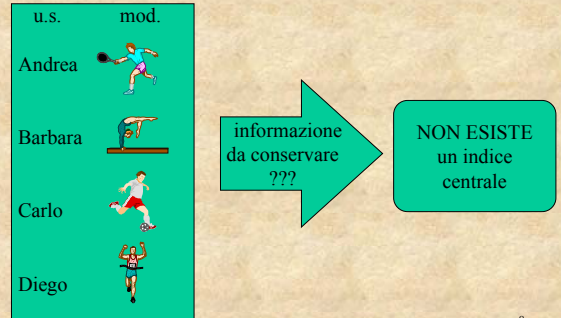 u.s. mod.
Andrea
Barbara
Carlo
Diego
informazione
da conservare
???
NON ESISTE
un indice
centrale